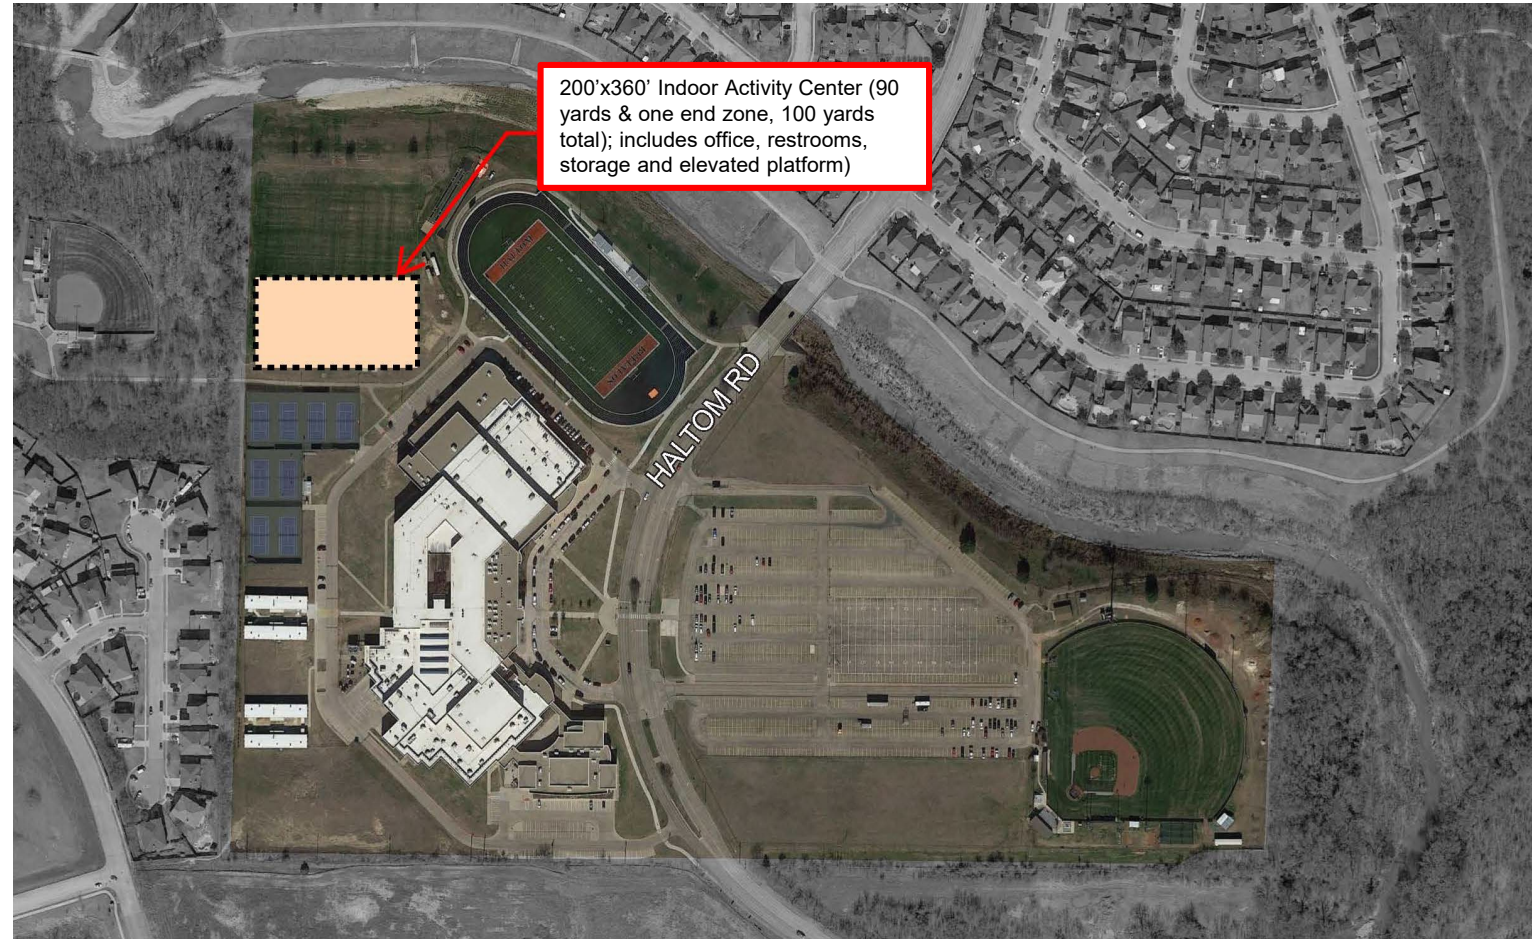 200’x360’ Indoor Activity Center (90
yards & one end zone, 100 yards
total); includes office, restrooms,
storage and elevated platform)
HALTOM RD